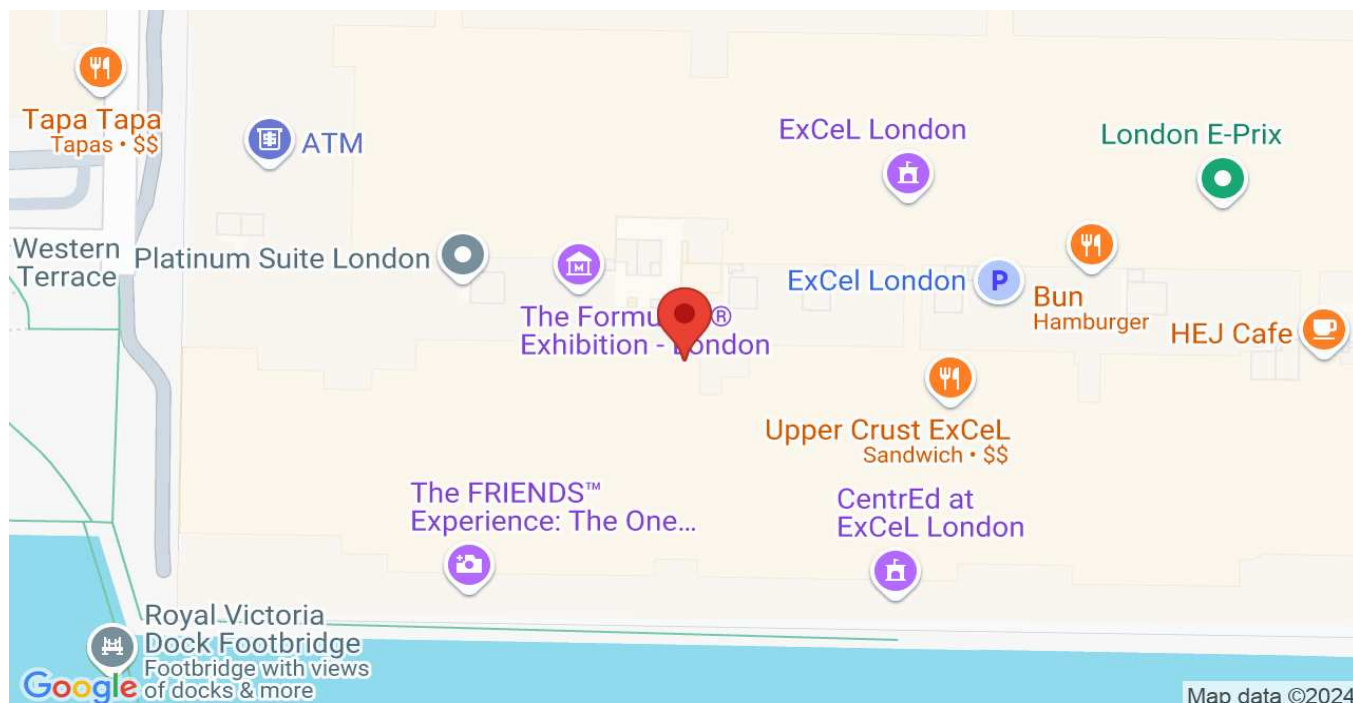 Tapa Tapa
Tapas • $$
ATM
ExCeL London
London E-Prix
Western
Terrace
Platinum Suite London
ExCel London
Bun
Hamburger
The Formu ®
Exhibition - London
HEJ Cafe
Upper Crust ExCeL
Sandwich • $$
The FRIENDS™
Experience: The One...
CentrEd at
ExCeL London
Royal Victoria
Dock Footbridge
Footbridge with views
of docks & more
Google
Map data ©2024
P
M